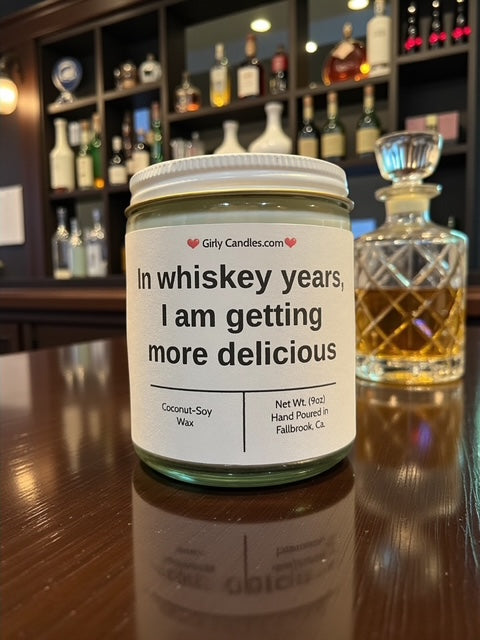 Girly Candles.com
In whiskey years,
I am getting
more delicious
Coconut-Soy
Wax
Net Wt. (9oz)
Hand Poured in
Fallbrook, Ca.